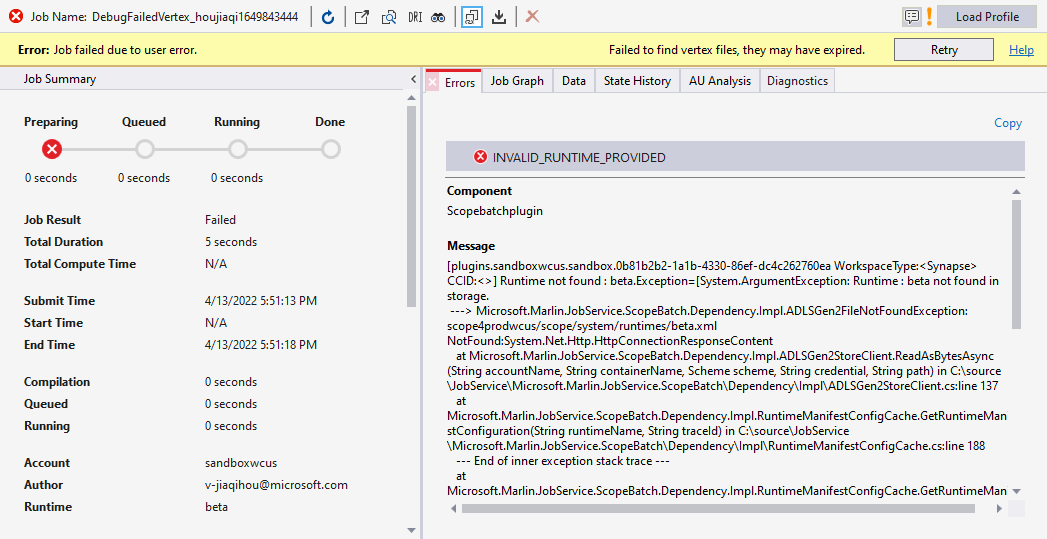 Job Name: DebugFailedVertex_houjiaqi1649843444
DRI
Load Profile
Error: Job failed due to user error.
Failed to find vertex files, they may have expired.
Retry
Help
Job Summary
Errors
Job Graph
Data
State History
AU Analysis
Diagnostics
Preparing Queued Running Done
0 seconds 0 seconds 0 seconds
Job Result Failed
Total Duration 5 seconds
Total Compute Time N/A
Submit Time 4/13/2022 5:51:13 PM
Start Time N/A
End Time 4/13/2022 5:51:18 PM
Compilation 0 seconds
Queued 0 seconds
Running 0 seconds
Account sandboxwcus
Author v-jiaqihou@microsoft.com
Runtime beta
Copy
INVALID_RUNTIME_PROVIDED
Component
Scopebatchplugin
Message
[plugins.sandboxwcus.sandbox.0b81b2b2-1a1b-4330-86ef-dc4c262760ea WorkspaceType:<Synapse>
CCID:<>] Runtime not found : beta.Exception=[System.ArgumentException: Runtime : beta not found in
storage.
---> Microsoft.Marlin.JobService.ScopeBatch.Dependency.Impl.ADLSGen2FileNotFoundException:
scope4prodwcus/scope/system/runtimes/beta.xml
NotFound:System.Net.Http.HttpConnectionResponseContent
at Microsoft.Marlin.JobService.ScopeBatch.Dependency.Impl.ADLSGen2StoreClient.ReadAsBytesAsync
(String accountName, String containerName, Scheme scheme, String credential, String path) in C:\source
\JobService\Microsoft.Marlin.JobService.ScopeBatch\Dependency\Impl\ADLSGen2StoreClient.cs:line 137
at
Microsoft.Marlin.JobService.ScopeBatch.Dependency.Impl.RuntimeManifestConfigCache.GetRuntimeMan
stConfiguration(String runtimeName, String traceId) in C:\source\JobService
\Microsoft.Marlin.JobService.ScopeBatch\Dependency\Impl\RuntimeManifestConfigCache.cs:line 188
--- End of inner exception stack trace ---
at
Microsoft.Marlin.JobService.ScopeBatch.Dependency.Impl.RuntimeManifestConfigCache.GetRuntimeMan